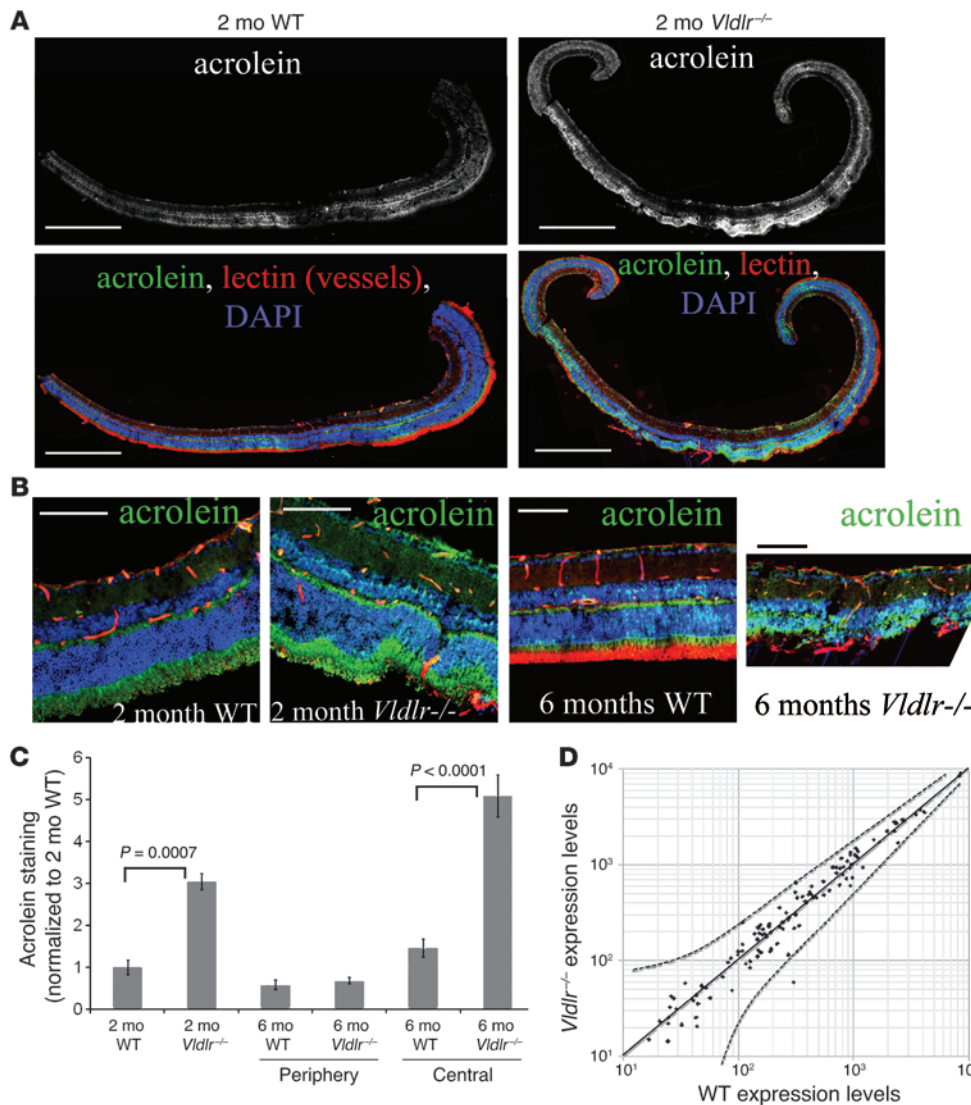 A
2 mo WT
2 mo Vldlr⁻/⁻
acrolein
acrolein
acrolein, lectin (vessels),
DAPI
acrolein, lectin,
DAPI
B
acrolein
acrolein
acrolein
acrolein
2 month WT
2 month Vldlr-/-
6 months WT
6 months Vldlr-/-
C
Acrolein staining
(normalized to 2 mo WT)
6
5
4
3
2
1
0
P = 0.0007
P < 0.0001
2 mo
WT
2 mo
Vldlr⁻/⁻
6 mo
WT
6 mo
Vldlr⁻/⁻
6 mo
WT
6 mo
Vldlr⁻/⁻
Periphery
Central
D
Vldlr⁻/⁻ expression levels
10⁴
10³
10²
10¹
10¹
10²
10³
WT expression levels